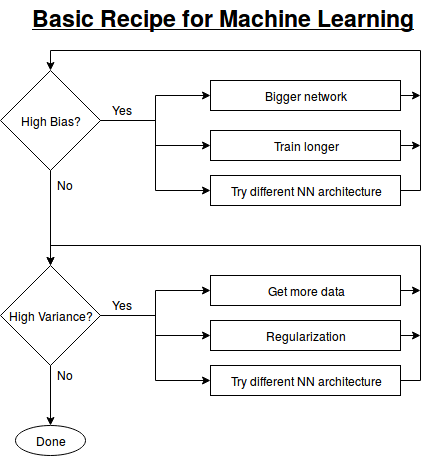 Basic Recipe for Machine Learning
High Bias?
Yes
Bigger network
Train longer
Try different NN architecture
No
High Variance?
Yes
Get more data
Regularization
Try different NN architecture
No
Done